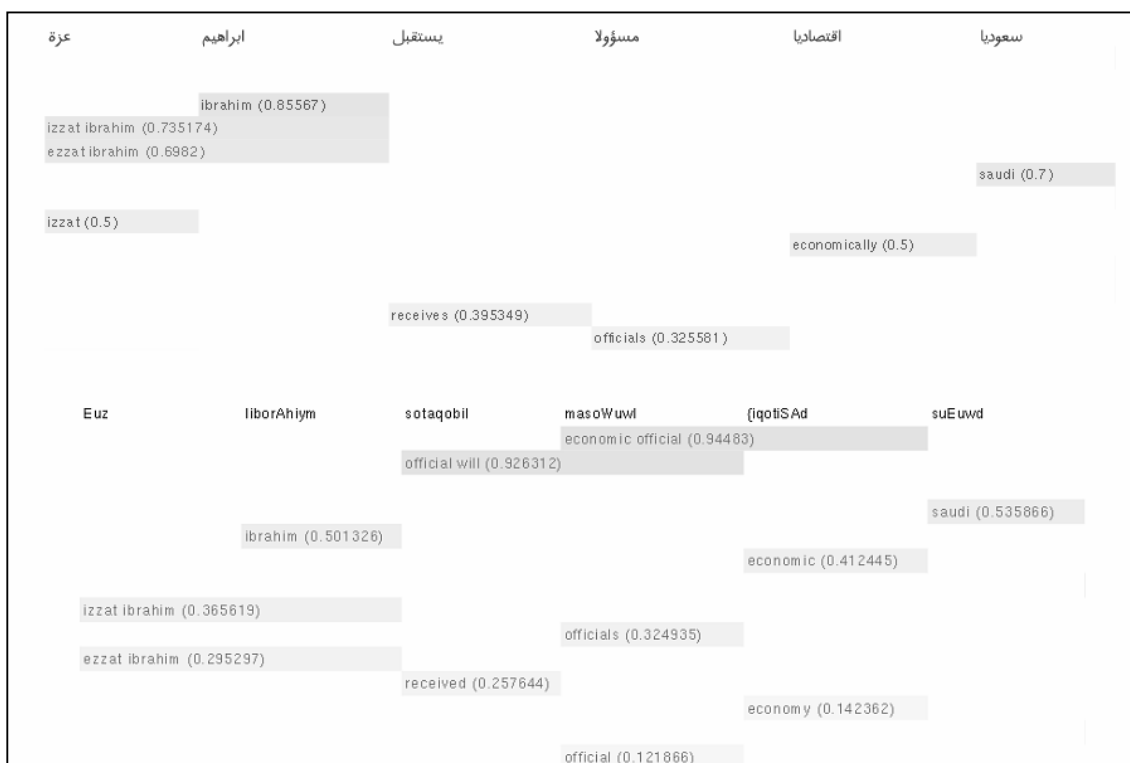 عزة ابراهيم يستقبل مسؤولا اقتصاديا سعوديا
ibrahim (0.85567)
izzat ibrahim (0.735174)
ezzat ibrahim (0.6982)
saudi (0.7)
izzat (0.5)
economically (0.5)
receives (0.395349)
officials (0.325581)
Euz IiborAhiym sotaqobil masoWuwl {iqotiSAd suEuwd
economic official (0.94483)
official will (0.926312)
saudi (0.535866)
ibrahim (0.501326)
economic (0.412445)
izzat ibrahim (0.365619)
officials (0.324935)
ezzat ibrahim (0.295297)
received (0.257644)
economy (0.142362)
official (0.121866)